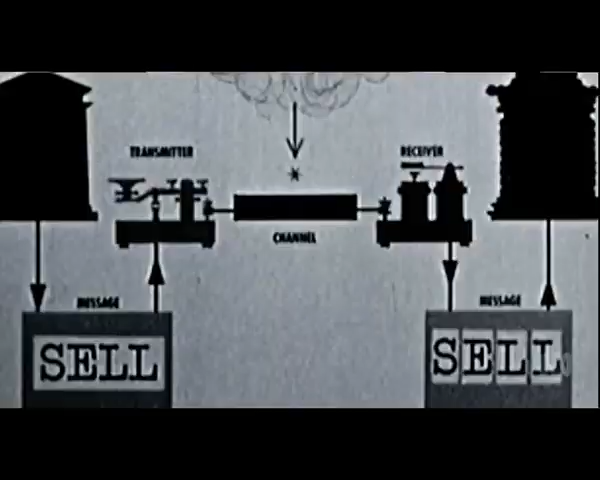 TRANSMITTER
RECEIVER
CHANNEL
MESSAGE
MESSAGE
SELL
SELL